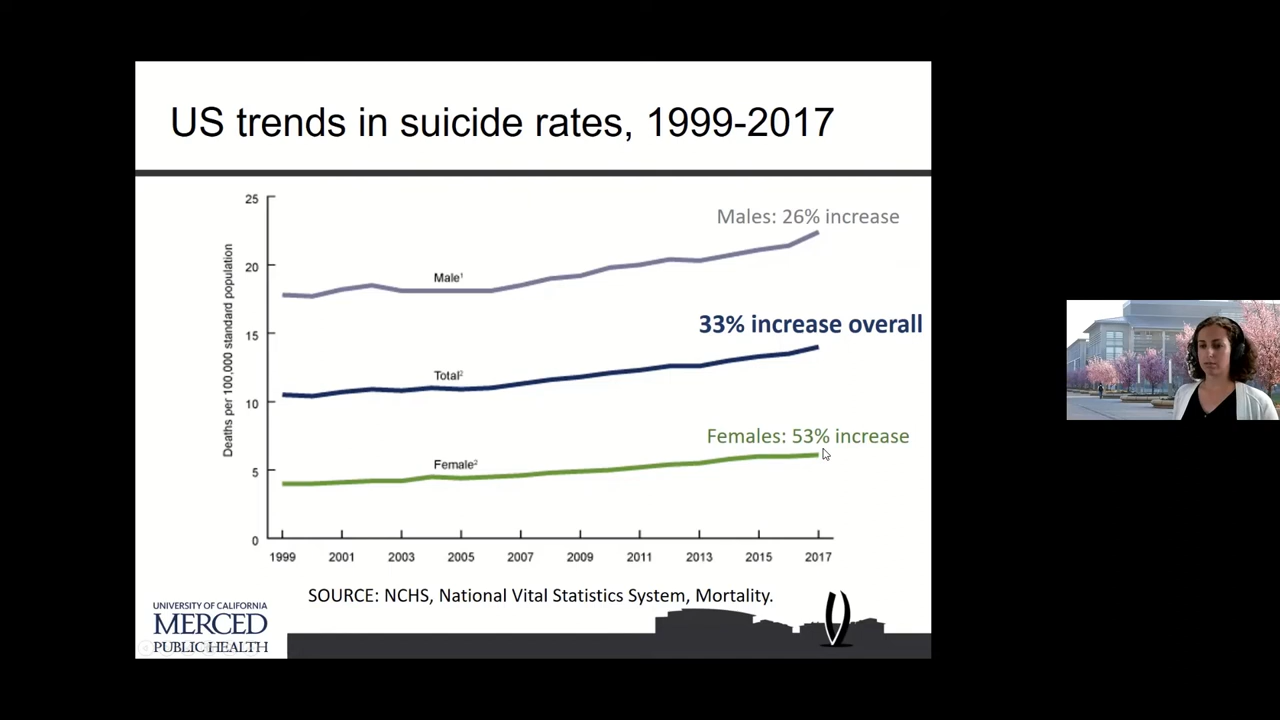 US trends in suicide rates, 1999-2017
Deaths per 100,000 standard population
25
20
15
10
5
0
Males: 26% increase
Male¹
33% increase overall
Total²
Females: 53% increase
Female²
1999 2001 2003 2005 2007 2009 2011 2013 2015 2017
SOURCE: NCHS, National Vital Statistics System, Mortality.
UNIVERSITY OF CALIFORNIA
MERCED
PUBLIC HEALTH